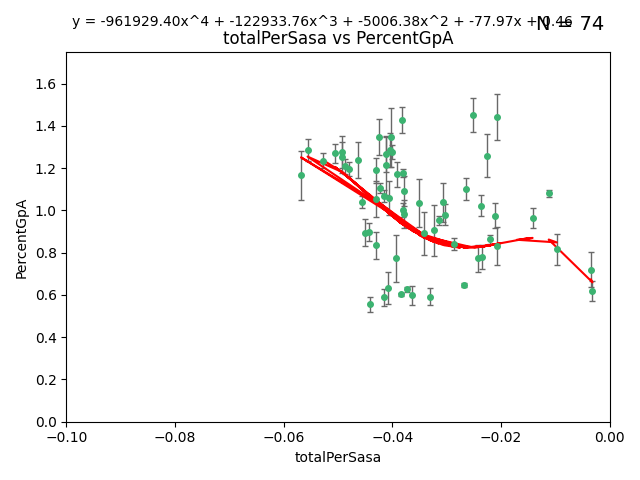 y = -961929.40x^4 + -122933.76x^3 + -5006.38x^2 + -77.97x + 0.46
N = 74
totalPerSasa vs PercentGpA
1.6
1.4
1.2
1.0
0.8
0.6
0.4
0.2
0.0
PercentGpA
−0.10 −0.08 −0.06 −0.04 −0.02 0.00
totalPerSasa